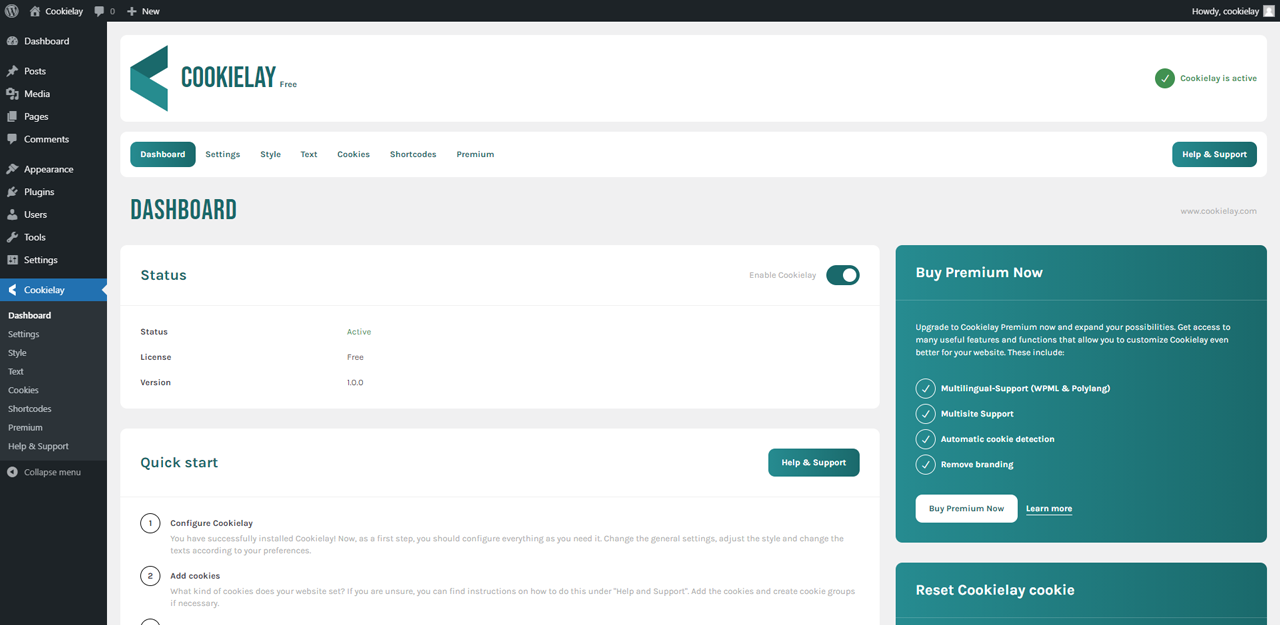 Cookielay
0
New
Howdy, cookielay
Dashboard
Posts
Media
Pages
Comments
Appearance
Plugins
Users
Tools
Settings
Cookielay
Dashboard
Settings
Style
Text
Cookies
Shortcodes
Premium
Help & Support
Collapse menu
COOKIELAY Free
Cookielay is active
Dashboard
Settings
Style
Text
Cookies
Shortcodes
Premium
Help & Support
DASHBOARD
www.cookielay.com
Status
Enable Cookielay
Status
Active
License
Free
Version
1.0.0
Quick start
Help & Support
1
Configure Cookielay
You have successfully installed Cookielay! Now, as a first step, you should configure everything as you need it. Change the general settings, adjust the style and change the
texts according to your preferences.
2
Add cookies
What kind of cookies does your website set? If you are unsure, you can find instructions on how to do this under "Help and Support". Add the cookies and create cookie groups
if necessary.
Buy Premium Now
Upgrade to Cookielay Premium now and expand your possibilities. Get access to
many useful features and functions that allow you to customize Cookielay even
better for your website. These include:
Multilingual-Support (WPML & Polylang)
Multisite Support
Automatic cookie detection
Remove branding
Buy Premium Now
Learn more
Reset Cookielay cookie